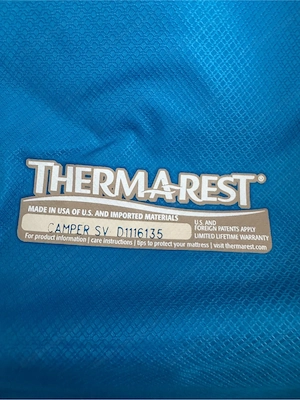 THERMAREST®
MADE IN USA OF U.S. AND IMPORTED MATERIALS
CAMPER SV D1116135
U.S. AND
FOREIGN PATENTS APPLY
LIMITED LIFETIME WARRANTY
For product information | care instructions | tips to protect your mattress | visit thermarest.com